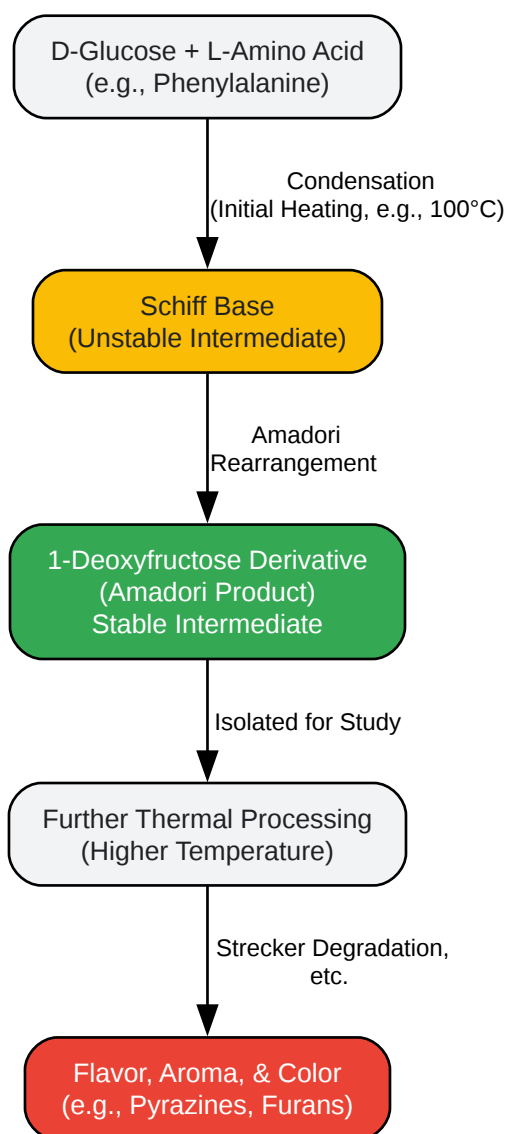 D-Glucose + L-Amino Acid
(e.g., Phenylalanine)
Condensation
(Initial Heating, e.g., 100°C)
Schiff Base
(Unstable Intermediate)
Amadori
Rearrangement
1-Deoxyfructose Derivative
(Amadori Product)
Stable Intermediate
Isolated for Study
Further Thermal Processing
(Higher Temperature)
Strecker Degradation,
etc.
Flavor, Aroma, & Color
(e.g., Pyrazines, Furans)